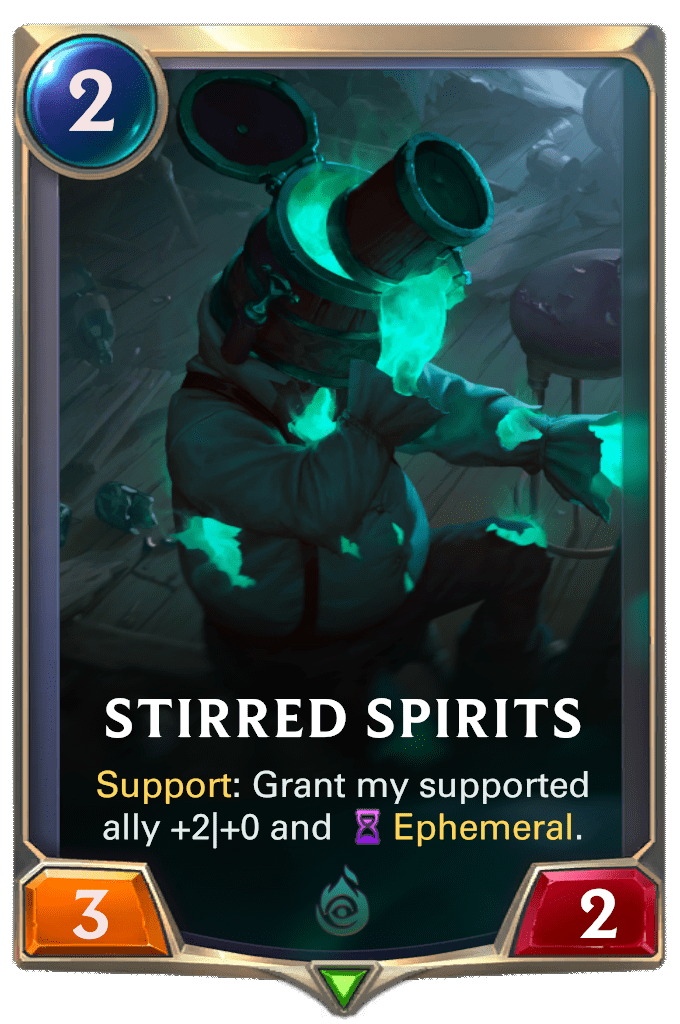 2
STIRRED SPIRITS
Support: Grant my supported
ally +2|+0 and Ephemeral.
3 2